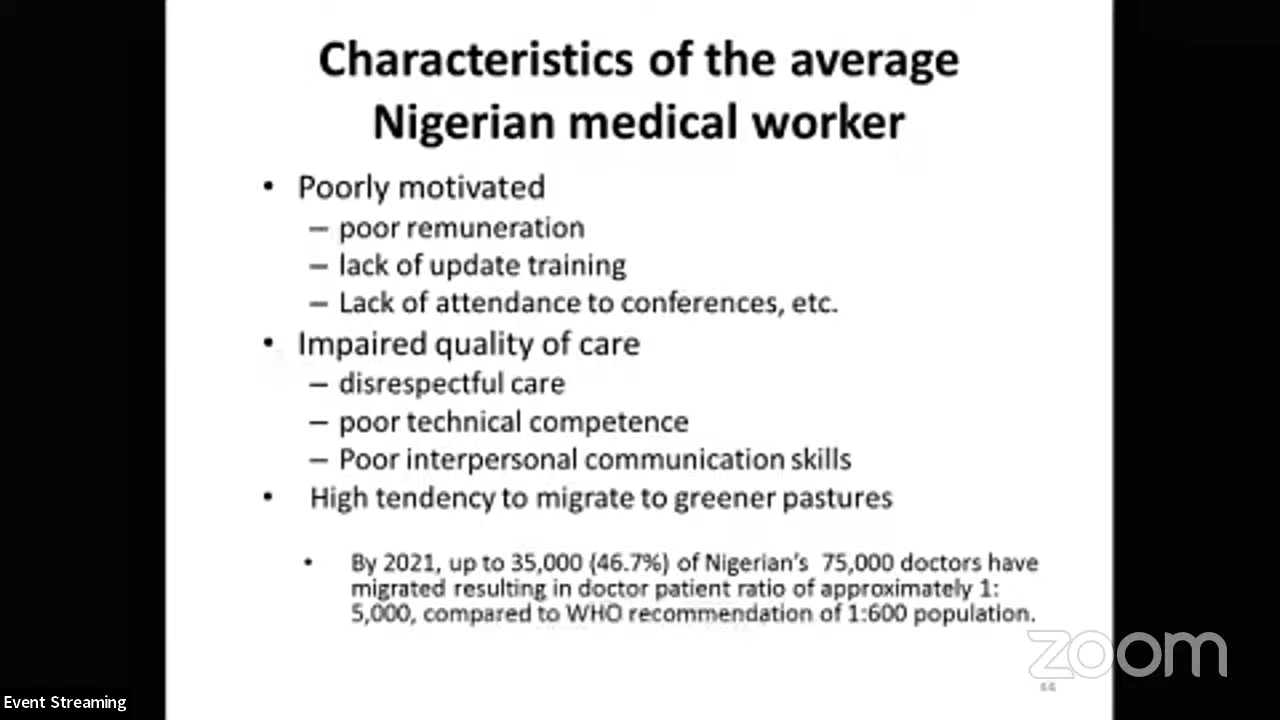 Characteristics of the average
Nigerian medical worker
• Poorly motivated
– poor remuneration
– lack of update training
– Lack of attendance to conferences, etc.
• Impaired quality of care
– disrespectful care
– poor technical competence
– Poor interpersonal communication skills
• High tendency to migrate to greener pastures
• By 2021, up to 35,000 (46.7%) of Nigerian's 75,000 doctors have
migrated resulting in doctor patient ratio of approximately 1:
5,000, compared to WHO recommendation of 1:600 population.
zoom
Event Streaming